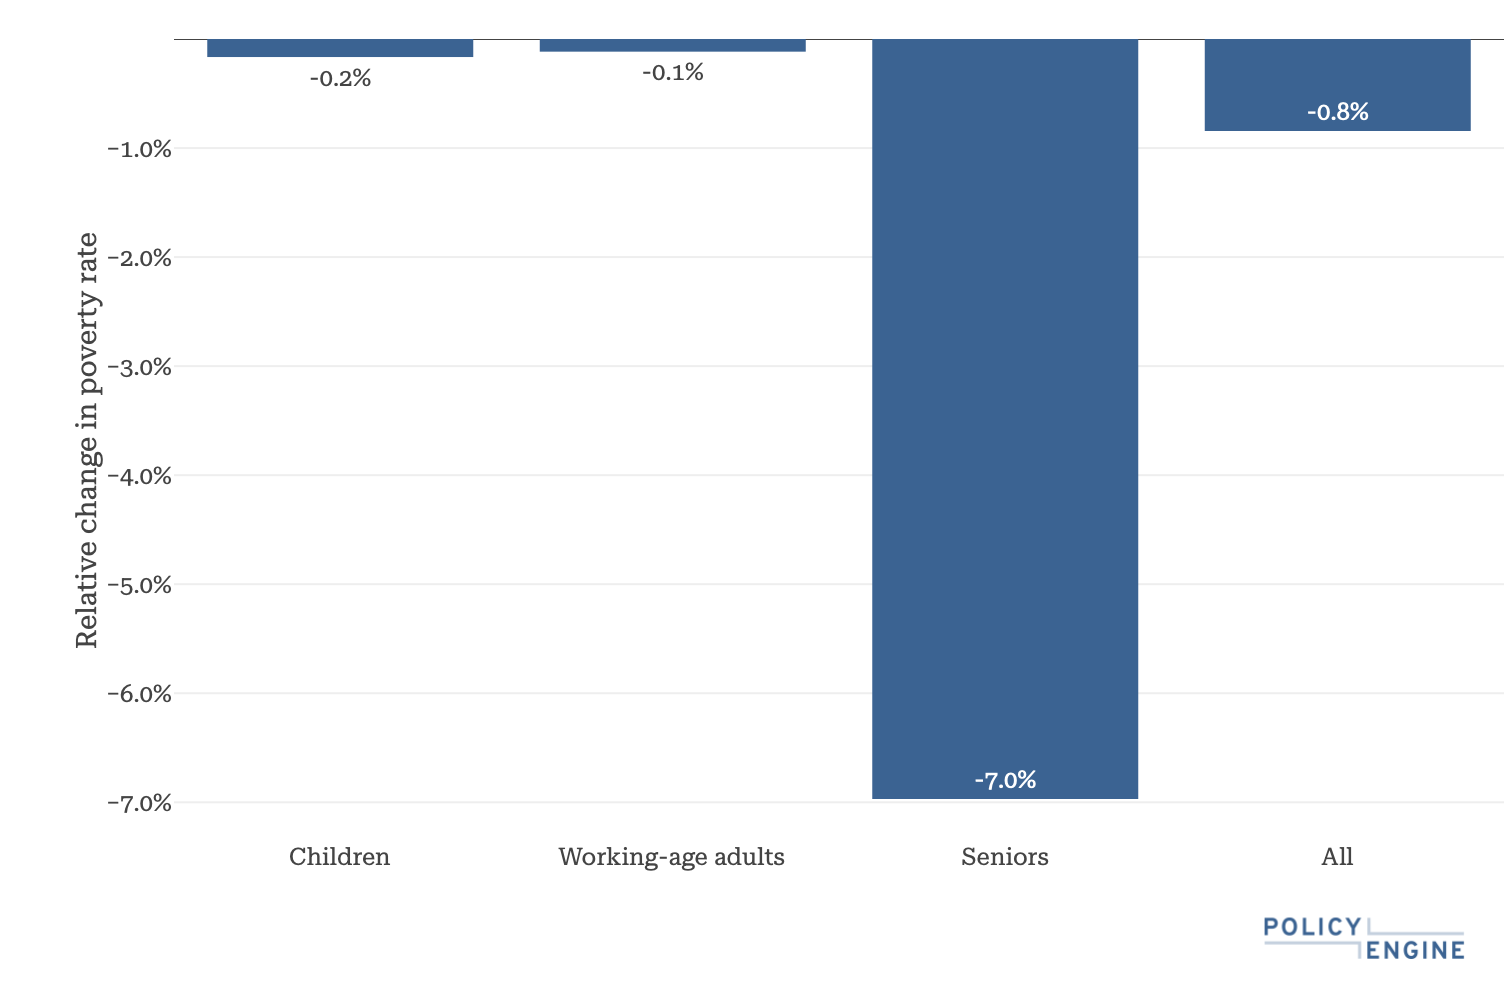 -0.2%
-0.1%
-0.8%
-7.0%
−1.0%
−2.0%
−3.0%
−4.0%
−5.0%
−6.0%
−7.0%
Relative change in poverty rate
Children
Working-age adults
Seniors
All
POLICY
ENGINE